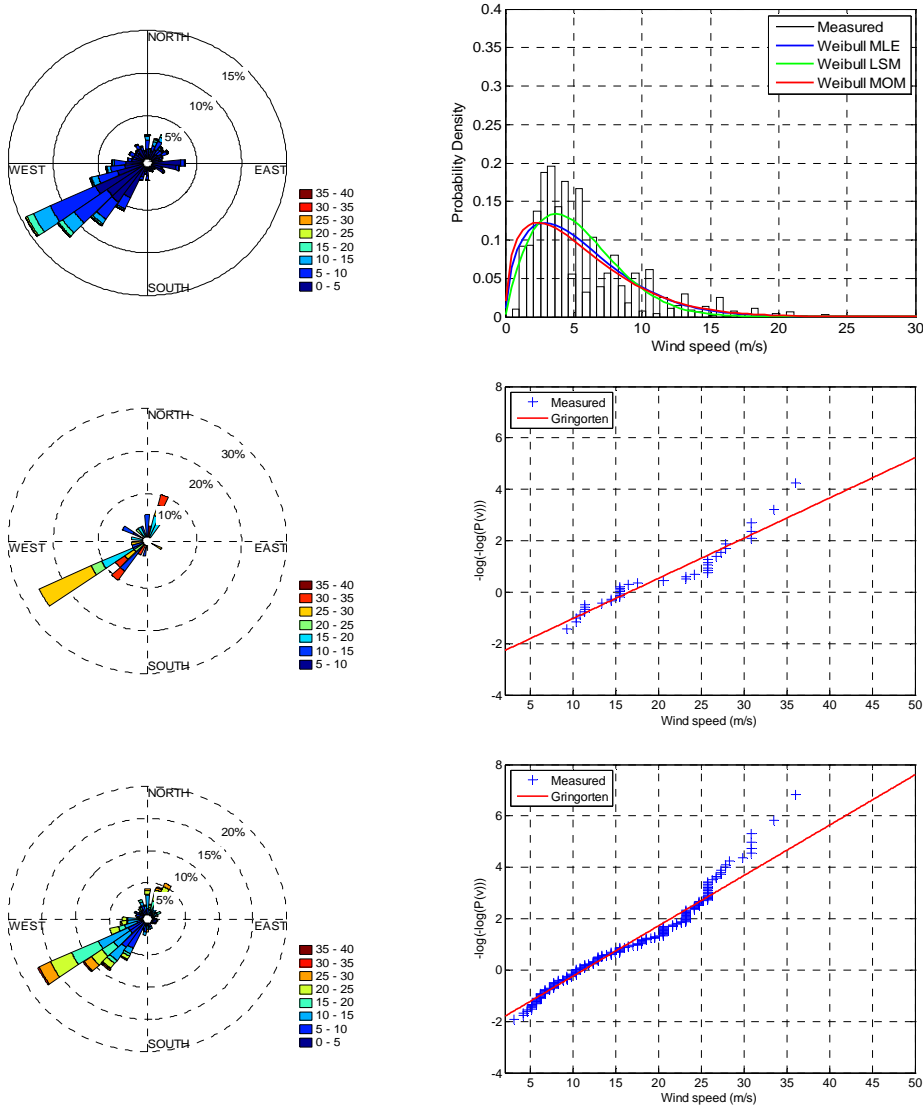 NORTH
15%
10%
5%
WEST
EAST
SOUTH
35 - 40
30 - 35
25 - 30
20 - 25
15 - 20
10 - 15
5 - 10
0 - 5
Probability Density
0.4
0.35
0.3
0.25
0.2
0.15
0.1
0.05
0
Measured
Weibull MLE
Weibull LSM
Weibull MOM
0 5 10 15 20 25 30
Wind speed (m/s)
NORTH
30%
20%
10%
WEST
EAST
SOUTH
35 - 40
30 - 35
25 - 30
20 - 25
15 - 20
10 - 15
5 - 10
-log(-log(P(v)))
8
6
4
2
0
-2
-4
Measured
Gringorten
5 10 15 20 25 30 35 40 45 50
Wind speed (m/s)
NORTH
20%
15%
10%
5%
WEST
EAST
SOUTH
35 - 40
30 - 35
25 - 30
20 - 25
15 - 20
10 - 15
5 - 10
0 - 5
-log(-log(P(v)))
8
6
4
2
0
-2
-4
Measured
Gringorten
5 10 15 20 25 30 35 40 45 50
Wind speed (m/s)